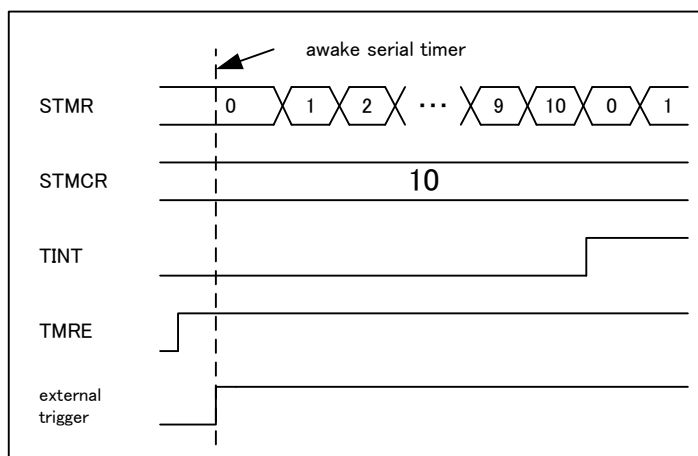 awake serial timer
STMR 0 1 2 ··· 9 10 0 1
STMCR 10
TINT
TMRE
external
trigger